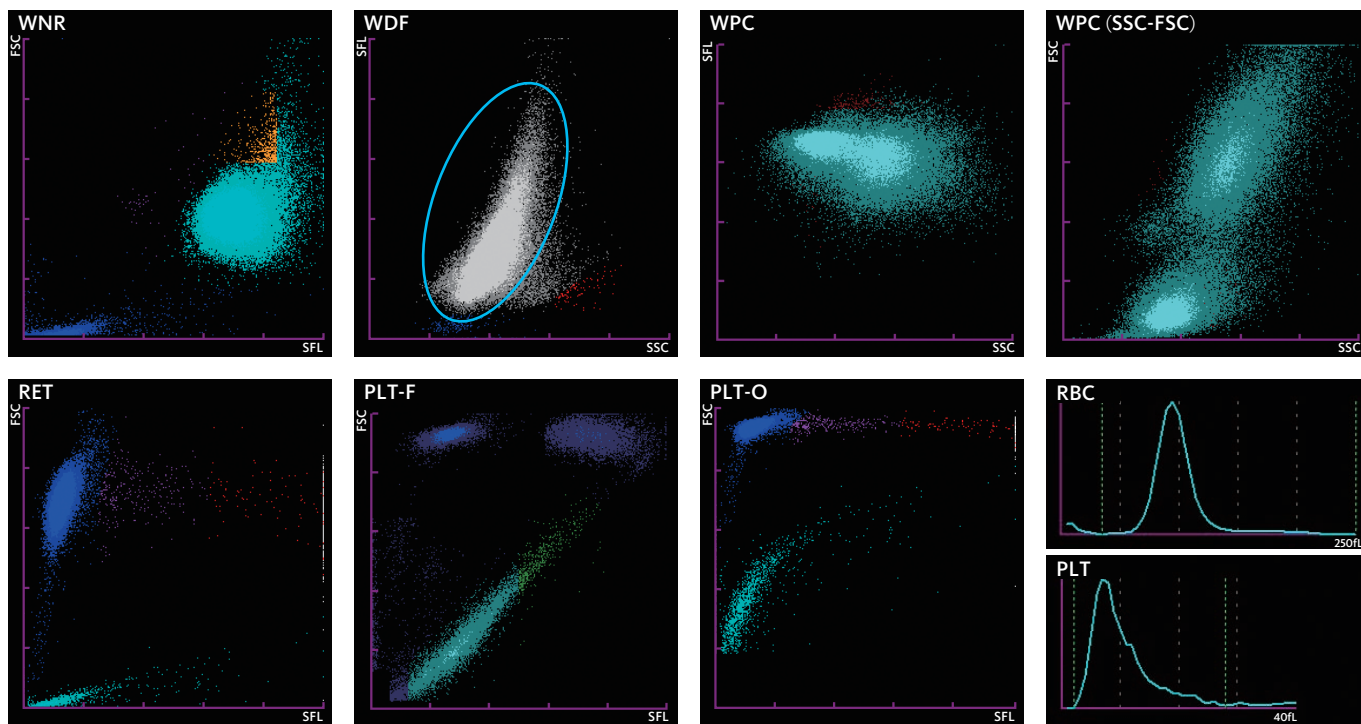 WNR
FSC
SFL
WDF
SFL
SSC
WPC
SFL
SSC
WPC (SSC-FSC)
FSC
SSC
RET
FSC
SFL
PLT-F
FSC
SFL
PLT-O
FSC
SFL
RBC
250fL
PLT
40fL